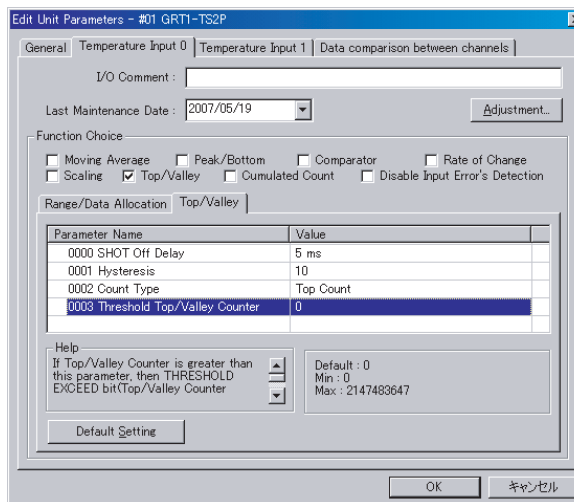 Edit Unit Parameters - #01 GRT1-TS2P
General Temperature Input 0 Temperature Input 1 Data comparison between channels
I/O Comment :
Last Maintenance Date : 2007/05/19 Adjustment...
Function Choice
Moving Average Peak/Bottom Comparator Rate of Change
Scaling Top/Valley Cumulated Count Disable Input Error's Detection
Range/Data Allocation Top/Valley
Parameter Name Value
0000 SHOT Off Delay 5 ms
0001 Hysteresis 10
0002 Count Type Top Count
0003 Threshold Top/Valley Counter 0
Help
If Top/Valley Counter is greater than
this parameter, then THRESHOLD
EXCEED bit(Top/Valley Counter
Default : 0
Min : 0
Max : 2147483647
Default Setting
OK キャンセル